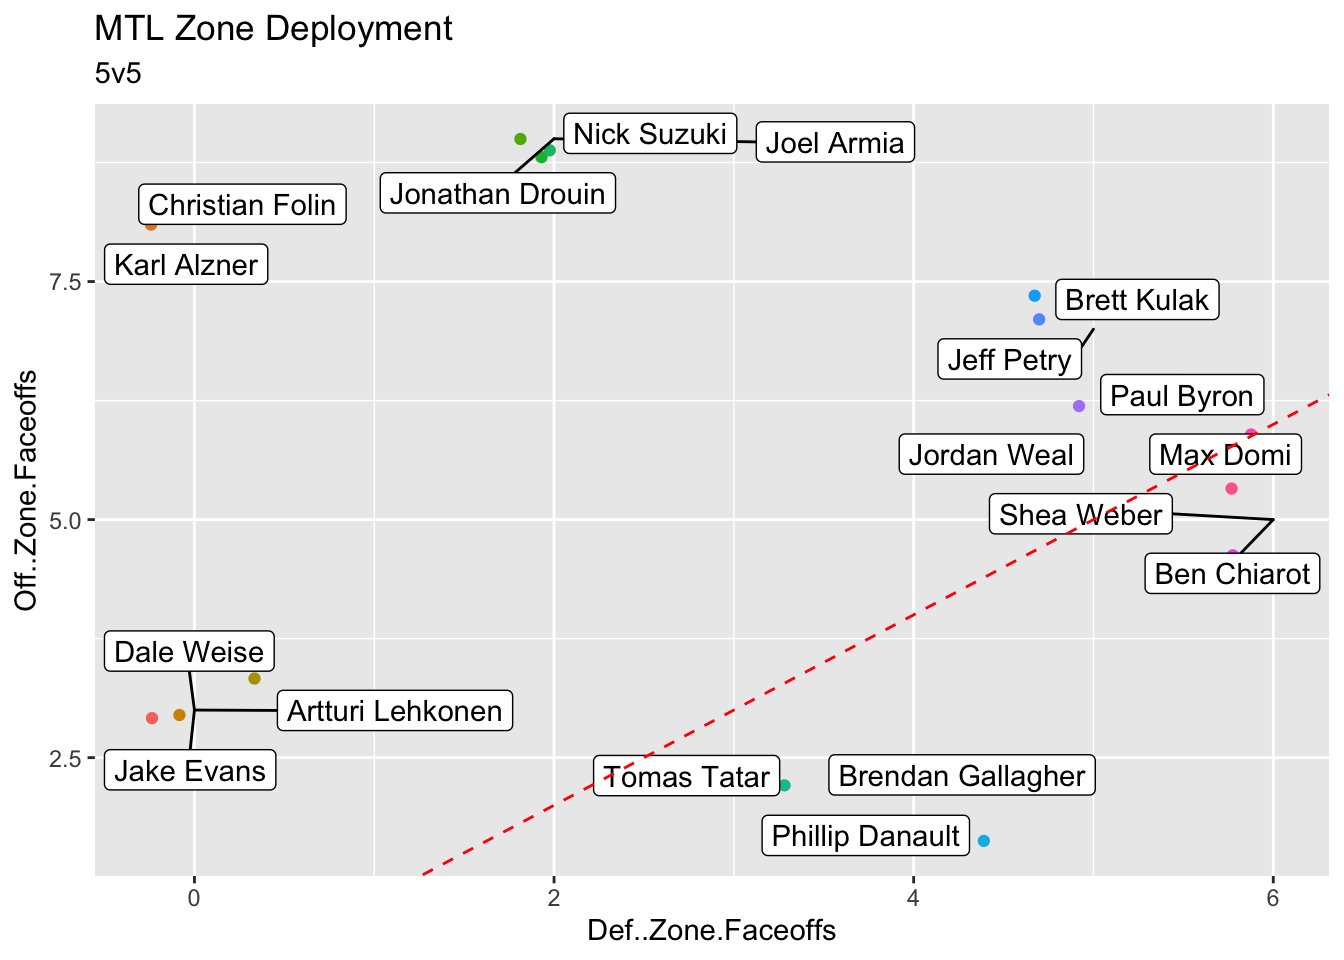 MTL Zone Deployment
5v5
Nick Suzuki
Joel Armia
Jonathan Drouin
Christian Folin
Karl Alzner
Brett Kulak
Jeff Petry
Paul Byron
Jordan Weal
Max Domi
Shea Weber
Ben Chiarot
Dale Weise
Artturi Lehkonen
Jake Evans
Tomas Tatar
Brendan Gallagher
Phillip Danault
7.5
5.0
2.5
Off..Zone.Faceoffs
0 2 4 6
Def..Zone.Faceoffs